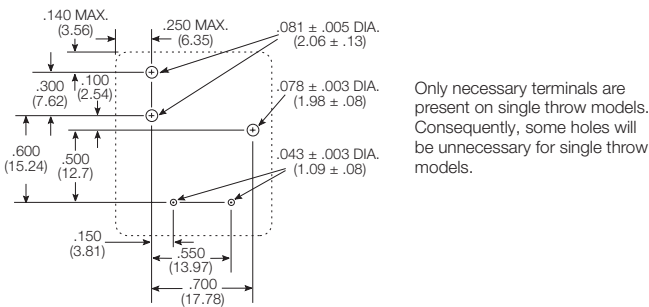 .140 MAX.
(3.56)
.250 MAX.
(6.35)
.081 ± .005 DIA.
(2.06 ± .13)
.300
(7.62)
.100
(2.54)
.078 ± .003 DIA.
(1.98 ± .08)
Only necessary terminals are
present on single throw models.
Consequently, some holes will
be unnecessary for single throw
models.
.600
(15.24)
.500
(12.7)
.043 ± .003 DIA.
(1.09 ± .08)
.150
(3.81)
.550
(13.97)
.700
(17.78)